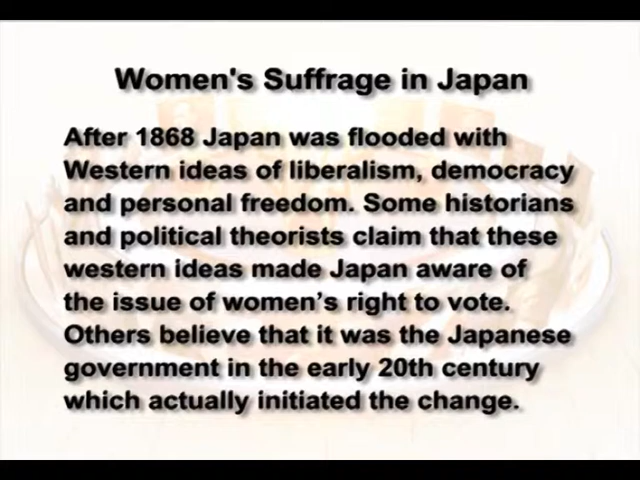 Women's Suffrage in Japan
After 1868 Japan was flooded with
Western ideas of liberalism, democracy
and personal freedom. Some historians
and political theorists claim that these
western ideas made Japan aware of
the issue of women’s right to vote.
Others believe that it was the Japanese
government in the early 20th century
which actually initiated the change.